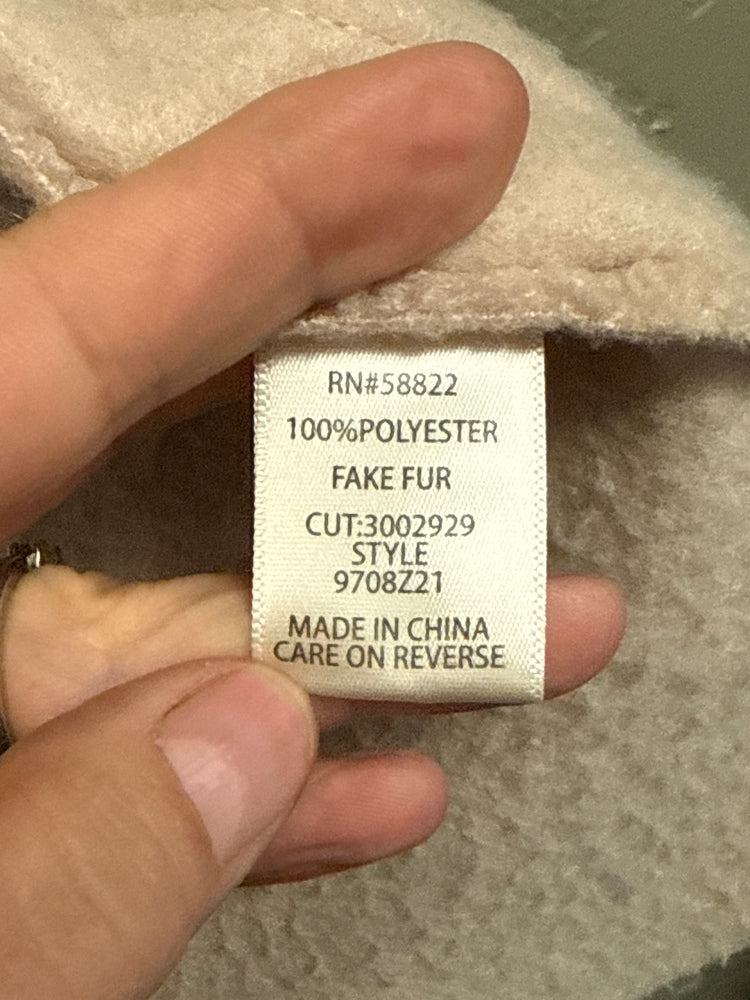 RN#58822
100%POLYESTER
FAKE FUR
CUT:3002929
STYLE
9708Z21
MADE IN CHINA
CARE ON REVERSE